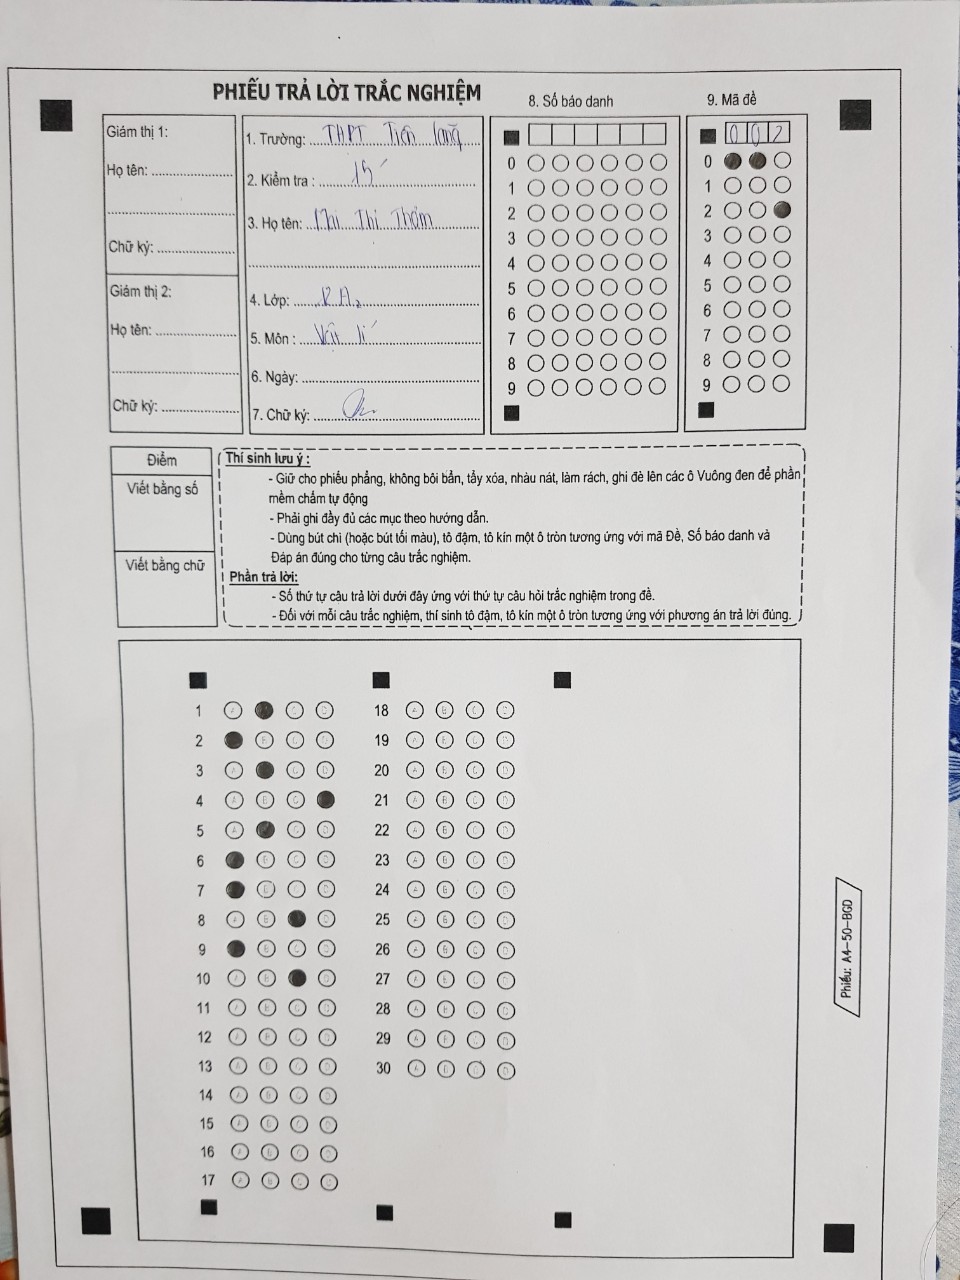 PHIẾU TRẢ LỜI TRẮC NGHIỆM
Giám thị 1:
Họ tên:
Chữ ký:
Giám thị 2:
Họ tên:
Chữ ký:
1. Trường: THPT Tiên Lãng
2. Kiểm tra : 15'
3. Họ tên: Mai Thị Thơm
4. Lớp:
5. Môn : Vật lí
6. Ngày:
7. Chữ ký:
8. Số báo danh
0
1
2
3
4
5
6
7
8
9
9. Mã đề
0 0 2
0
1
2
3
4
5
6
7
8
9
Điểm
Viết bằng số
Viết bằng chữ
Thí sinh lưu ý :
- Giữ cho phiếu phẳng, không bôi bẩn, tẩy xóa, nhàu nát, làm rách, ghi đè lên các ô Vuông đen để phần
mềm chấm tự động
- Phải ghi đầy đủ các mục theo hướng dẫn.
- Dùng bút chì (hoặc bút tối màu), tô đậm, tô kín một ô tròn tương ứng với mã Đề, Số báo danh và
Đáp án đúng cho từng câu trắc nghiệm.
Phần trả lời:
- Số thứ tự câu trả lời dưới đây ứng với thứ tự câu hỏi trắc nghiệm trong đề.
- Đối với mỗi câu trắc nghiệm, thí sinh tô đậm, tô kín một ô tròn tương ứng với phương án trả lời đúng.
1 A C D
2 B C D
3 A C D
4 A B C
5 A C D
6 B C D
7 B D
8 A B D
9 B C D
10 A B D
11 A B C D
12 A B C D
13 A B C D
14 A B C D
15 A B C D
16 A B C D
17 A B C D
18 A B C D
19 A B C D
20 A B C D
21 A B C D
22 A B C D
23 A B C D
24 A B C D
25 A B C D
26 A B C D
27 A B C D
28 A B C D
29 A B C D
30 A B C D
Phiếu: A4-50-BGD